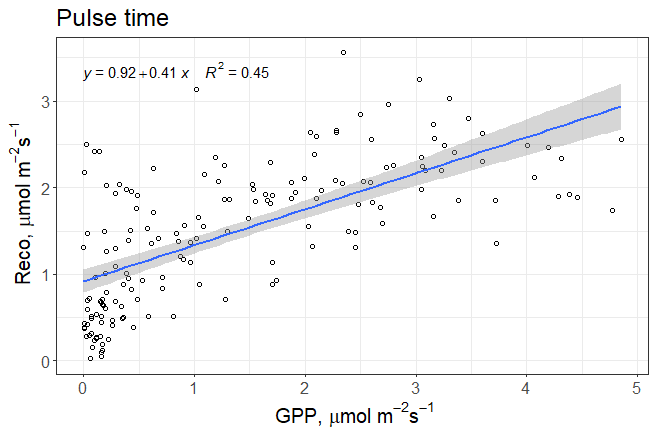 Pulse time
y = 0.92+0.41 x R² = 0.45
Reco, μmol m⁻²s⁻¹
3
2
1
0
0 1 2 3 4 5
GPP, μmol m⁻²s⁻¹